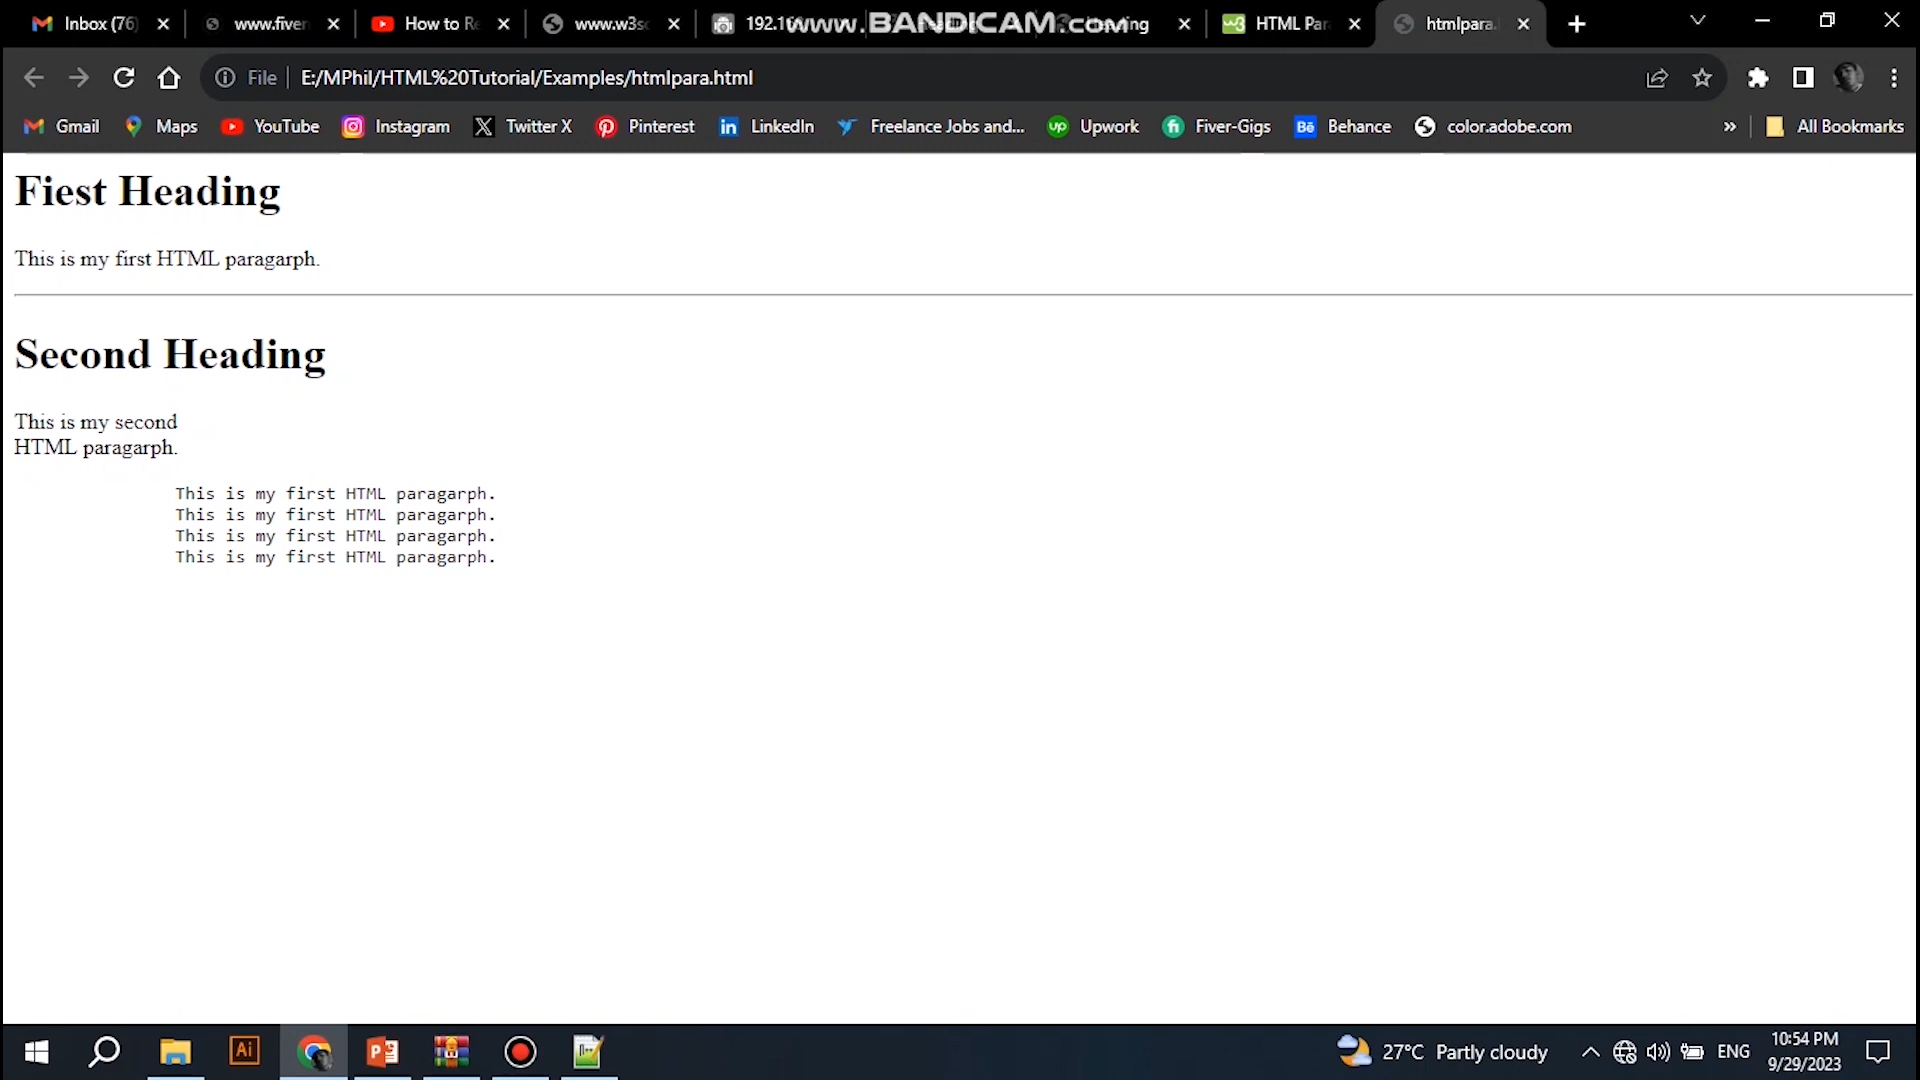 Inbox (76)
www.fiver
How to Re
www.w3s
192.16
www.BANDICAM.com
HTML Par
htmlpara.
File
E:/MPhil/HTML%20Tutorial/Examples/htmlpara.html
Gmail
Maps
YouTube
Instagram
Twitter X
Pinterest
LinkedIn
Freelance Jobs and...
Upwork
Fiver-Gigs
Behance
color.adobe.com
»
All Bookmarks
Fiest Heading
This is my first HTML paragarph.
Second Heading
This is my second
HTML paragarph.
This is my first HTML paragarph.
This is my first HTML paragarph.
This is my first HTML paragarph.
This is my first HTML paragarph.
27°C Partly cloudy
ENG
10:54 PM
9/29/2023